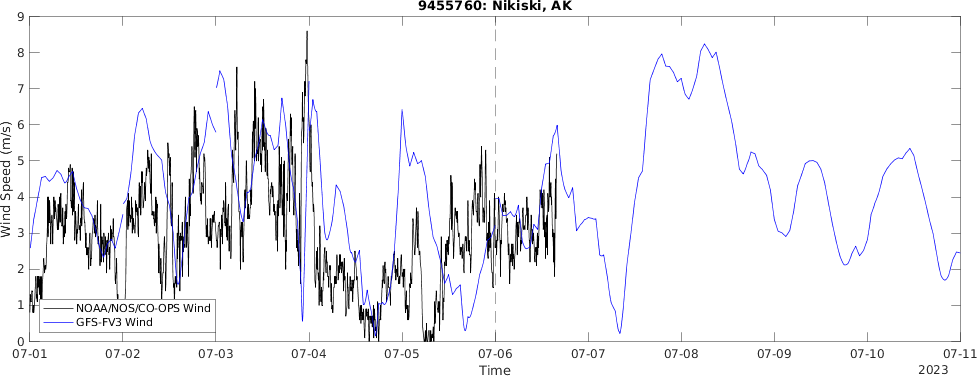 9455760: Nikiski, AK
Wind Speed (m/s)
9
8
7
6
5
4
3
2
1
0
NOAA/NOS/CO-OPS Wind
GFS-FV3 Wind
07-01 07-02 07-03 07-04 07-05 07-06 07-07 07-08 07-09 07-10 07-11
Time
2023